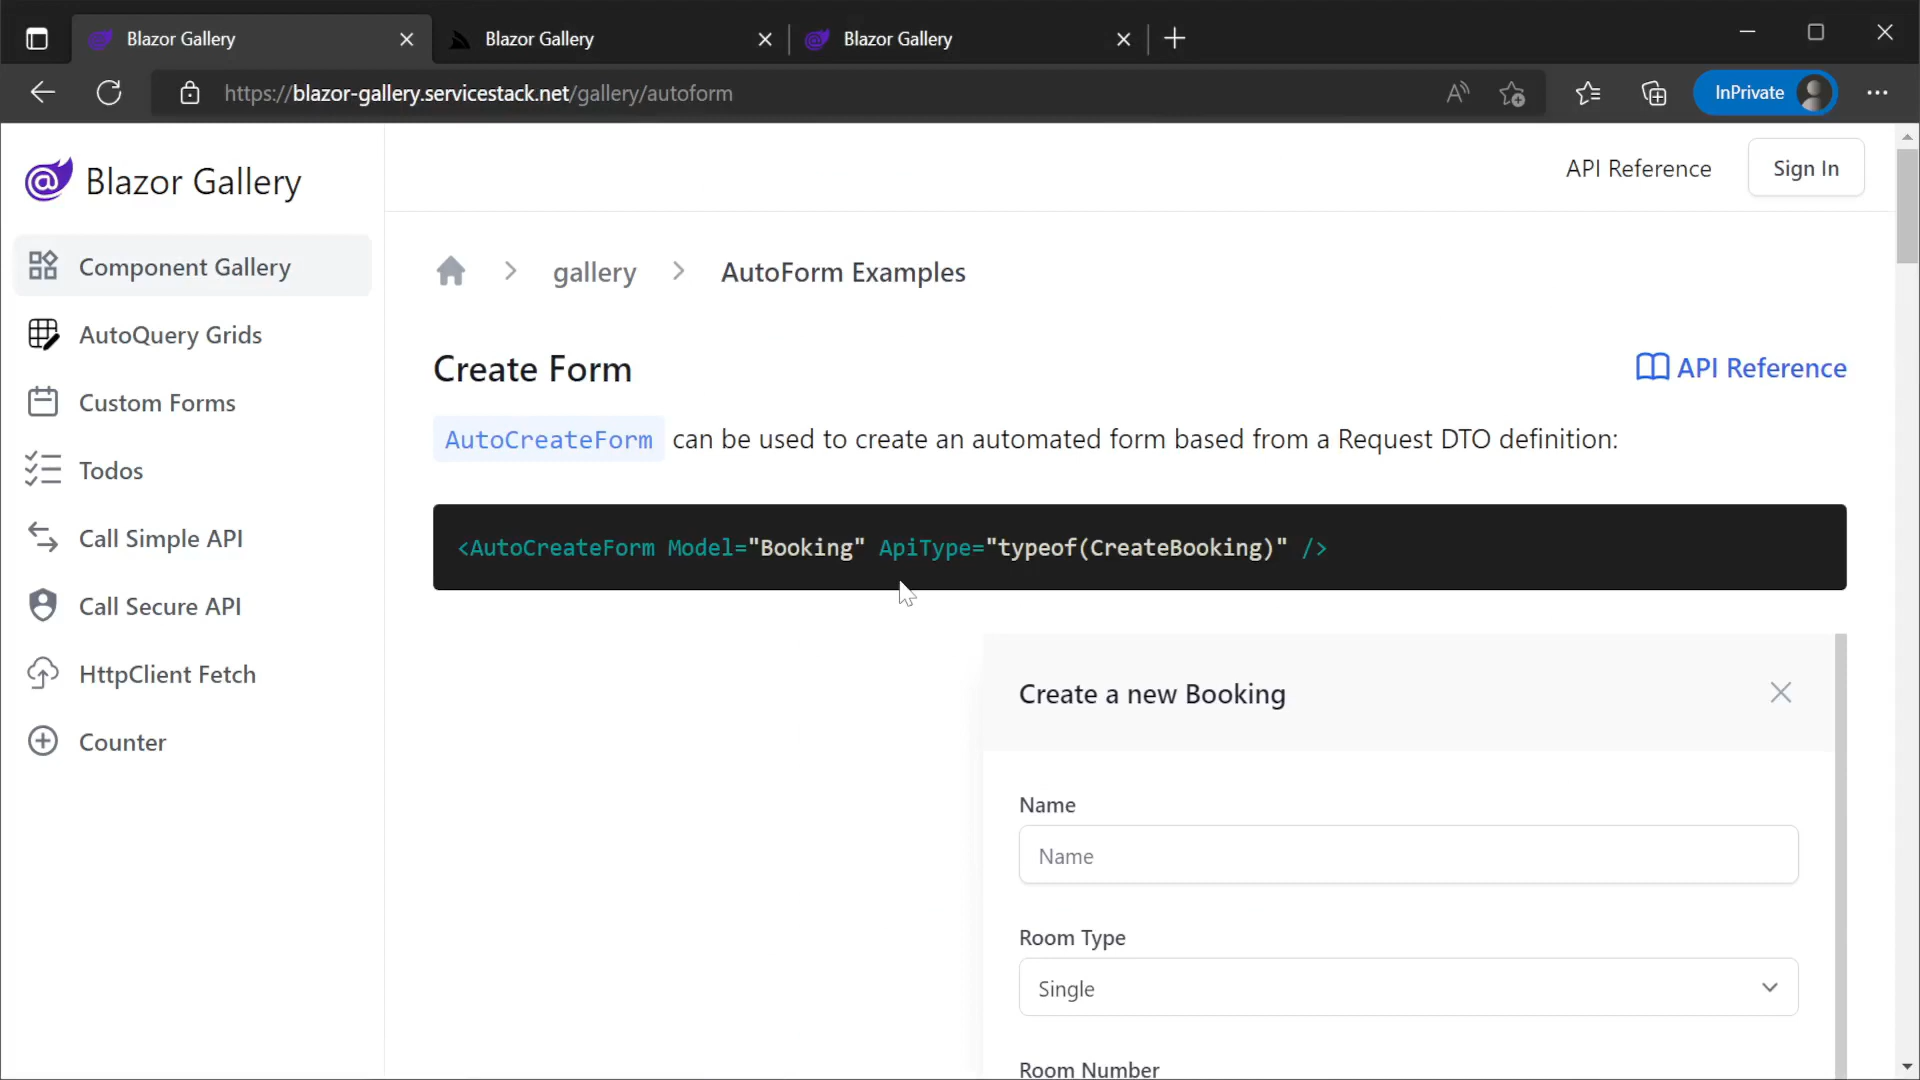 Blazor Gallery
Blazor Gallery
Blazor Gallery
https://blazor-gallery.servicestack.net/gallery/autoform
InPrivate
Blazor Gallery
API Reference
Sign In
Component Gallery
AutoQuery Grids
Custom Forms
Todos
Call Simple API
Call Secure API
HttpClient Fetch
Counter
gallery
AutoForm Examples
Create Form
API Reference
AutoCreateForm can be used to create an automated form based from a Request DTO definition:
<AutoCreateForm Model="Booking" ApiType="typeof(CreateBooking)" />
Create a new Booking
Name
Name
Room Type
Single
Room Number